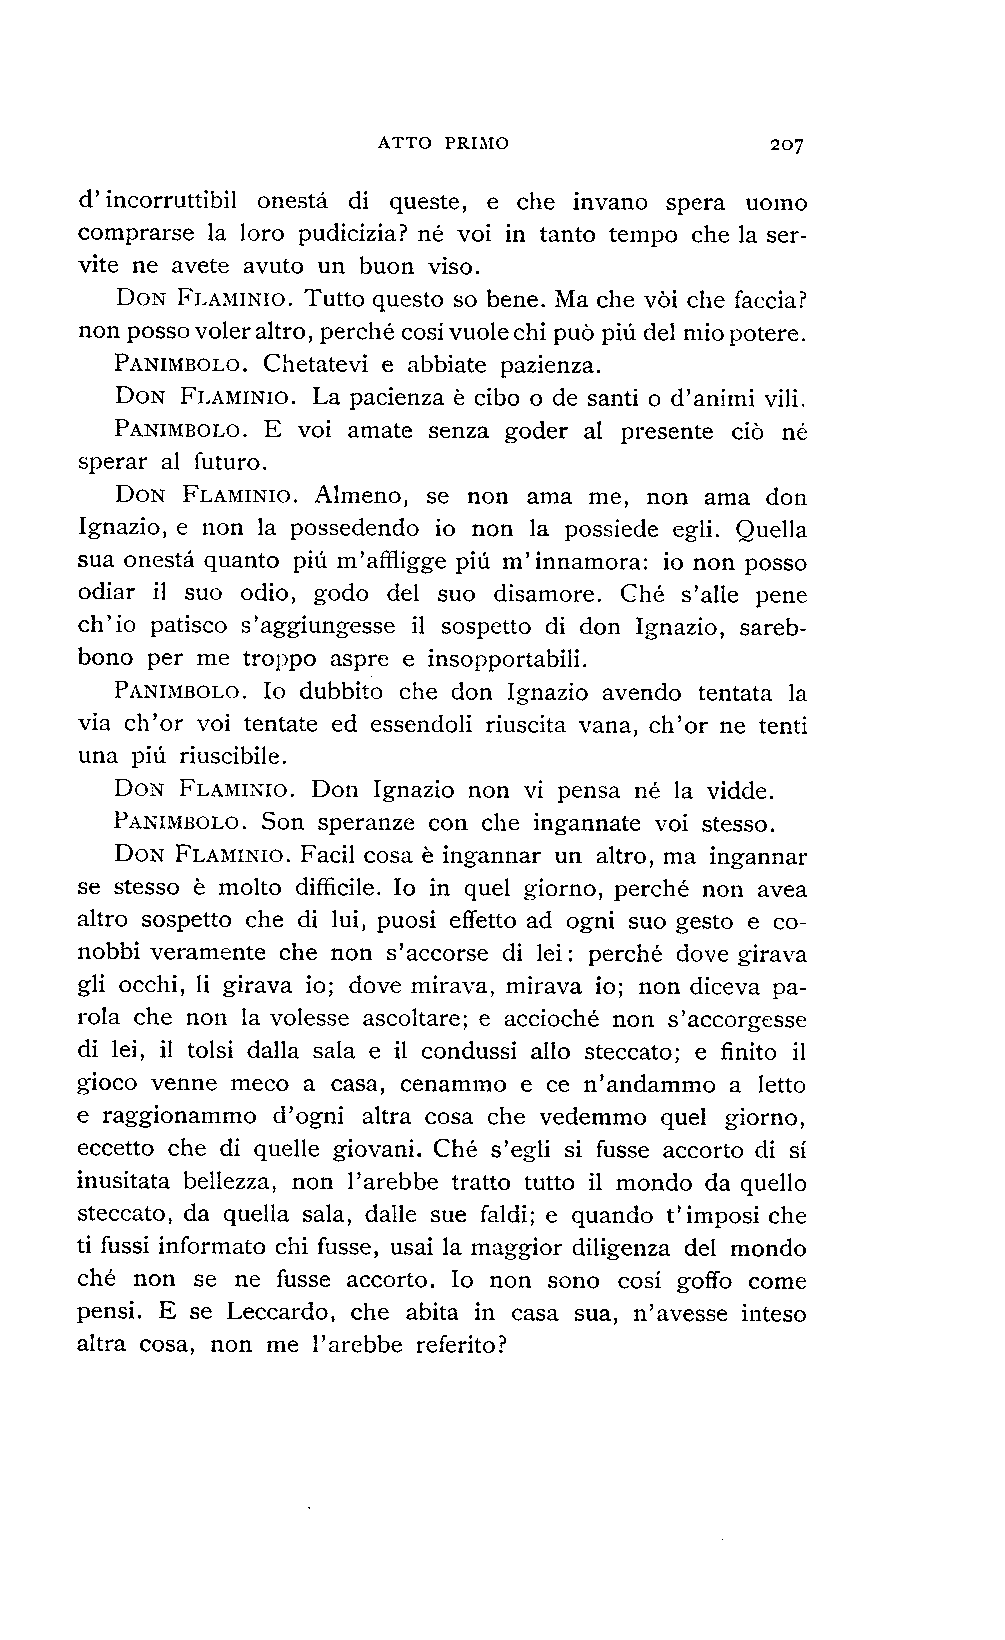 ATTO PRIMO 207
d'incorruttibil onestá di queste, e che invano spera uomo
comprarse la loro pudicizia? né voi in tanto tempo che la ser-
vite ne avete avuto un buon viso.
DON FLAMINIO. Tutto questo so bene. Ma che vòi che faccia?
non posso voler altro, perché cosí vuole chi può piú del mio potere.
PANIMBOLO. Chetatevi e abbiate pazienza.
DON FLAMINIO. La pacienza è cibo o de santi o d'animi vili.
PANIMBOLO. E voi amate senza goder al presente ciò né
sperar al futuro.
DON FLAMINIO. Almeno, se non ama me, non ama don
Ignazio, e non la possedendo io non la possiede egli. Quella
sua onestá quanto piú m'affligge piú m'innamora: io non posso
odiar il suo odio, godo del suo disamore. Ché s'alle pene
ch'io patisco s'aggiungesse il sospetto di don Ignazio, sareb-
bono per me troppo aspre e insopportabili.
PANIMBOLO. Io dubbito che don Ignazio avendo tentata la
via ch'or voi tentate ed essendoli riuscita vana, ch'or ne tenti
una piú riuscibile.
DON FLAMINIO. Don Ignazio non vi pensa né la vidde.
PANIMBOLO. Son speranze con che ingannate voi stesso.
DON FLAMINIO. Facil cosa è ingannar un altro, ma ingannar
se stesso è molto difficile. Io in quel giorno, perché non avea
altro sospetto che di lui, puosi effetto ad ogni suo gesto e co-
nobbi veramente che non s'accorse di lei: perché dove girava
gli occhi, li girava io; dove mirava, mirava io; non diceva pa-
rola che non la volesse ascoltare; e accioché non s'accorgesse
di lei, il tolsi dalla sala e il condussi allo steccato; e finito il
gioco venne meco a casa, cenammo e ce n'andammo a letto
e raggionammo d'ogni altra cosa che vedemmo quel giorno,
eccetto che di quelle giovani. Ché s'egli si fusse accorto di sí
inusitata bellezza, non l'arebbe tratto tutto il mondo da quello
steccato, da quella sala, dalle sue faldi; e quando t'imposi che
ti fussi informato chi fusse, usai la maggior diligenza del mondo
ché non se ne fusse accorto. Io non sono cosí goffo come
pensi. E se Leccardo, che abita in casa sua, n'avesse inteso
altra cosa, non me l'arebbe referito?